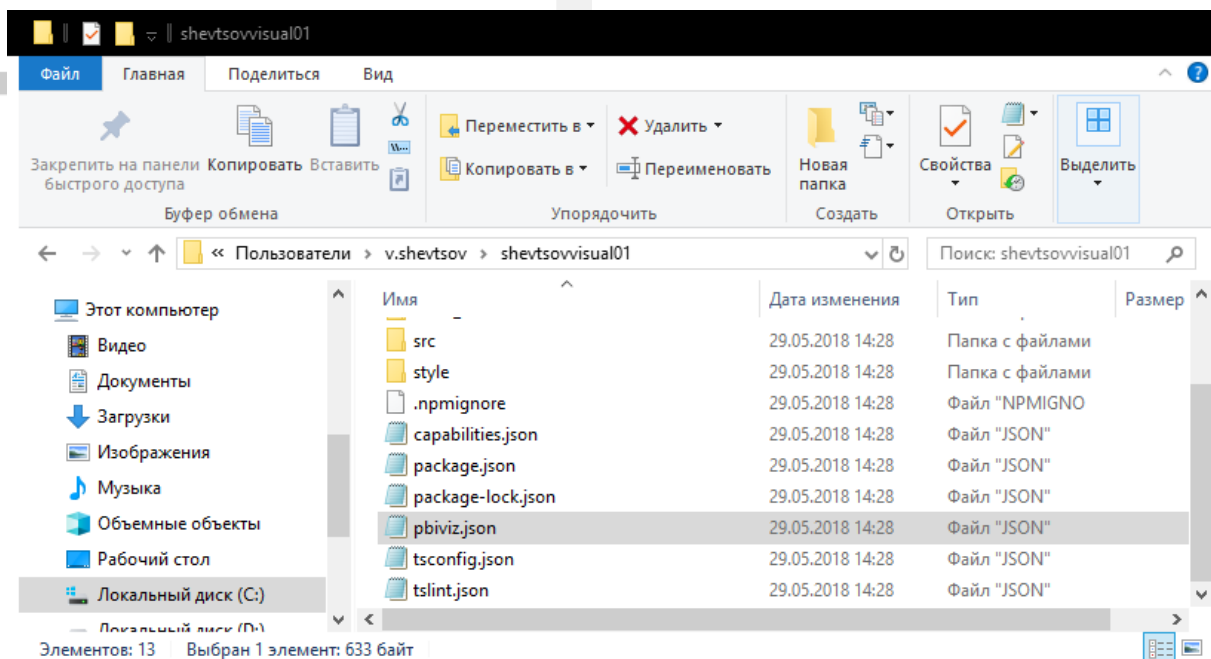 shevtsovvisual01
Файл Главная Поделиться Вид
Закрепить на панели быстрого доступа
Копировать
Вставить
W...
Переместить в
Копировать в
Удалить
Переименовать
Новая папка
Свойства
Выделить
Буфер обмена Упорядочить Создать Открыть
« Пользователи › v.shevtsov › shevtsovvisual01
Поиск: shevtsovvisual01
Этот компьютер
Видео
Документы
Загрузки
Изображения
Музыка
Объемные объекты
Рабочий стол
Локальный диск (C:)
Локальный диск (D:)
Имя Дата изменения Тип Размер
src 29.05.2018 14:28 Папка с файлами
style 29.05.2018 14:28 Папка с файлами
.npmignore 29.05.2018 14:28 Файл "NPMIGNO
capabilities.json 29.05.2018 14:28 Файл "JSON"
package.json 29.05.2018 14:28 Файл "JSON"
package-lock.json 29.05.2018 14:28 Файл "JSON"
pbiviz.json 29.05.2018 14:28 Файл "JSON"
tsconfig.json 29.05.2018 14:28 Файл "JSON"
tslint.json 29.05.2018 14:28 Файл "JSON"
Элементов: 13 Выбран 1 элемент: 633 байт